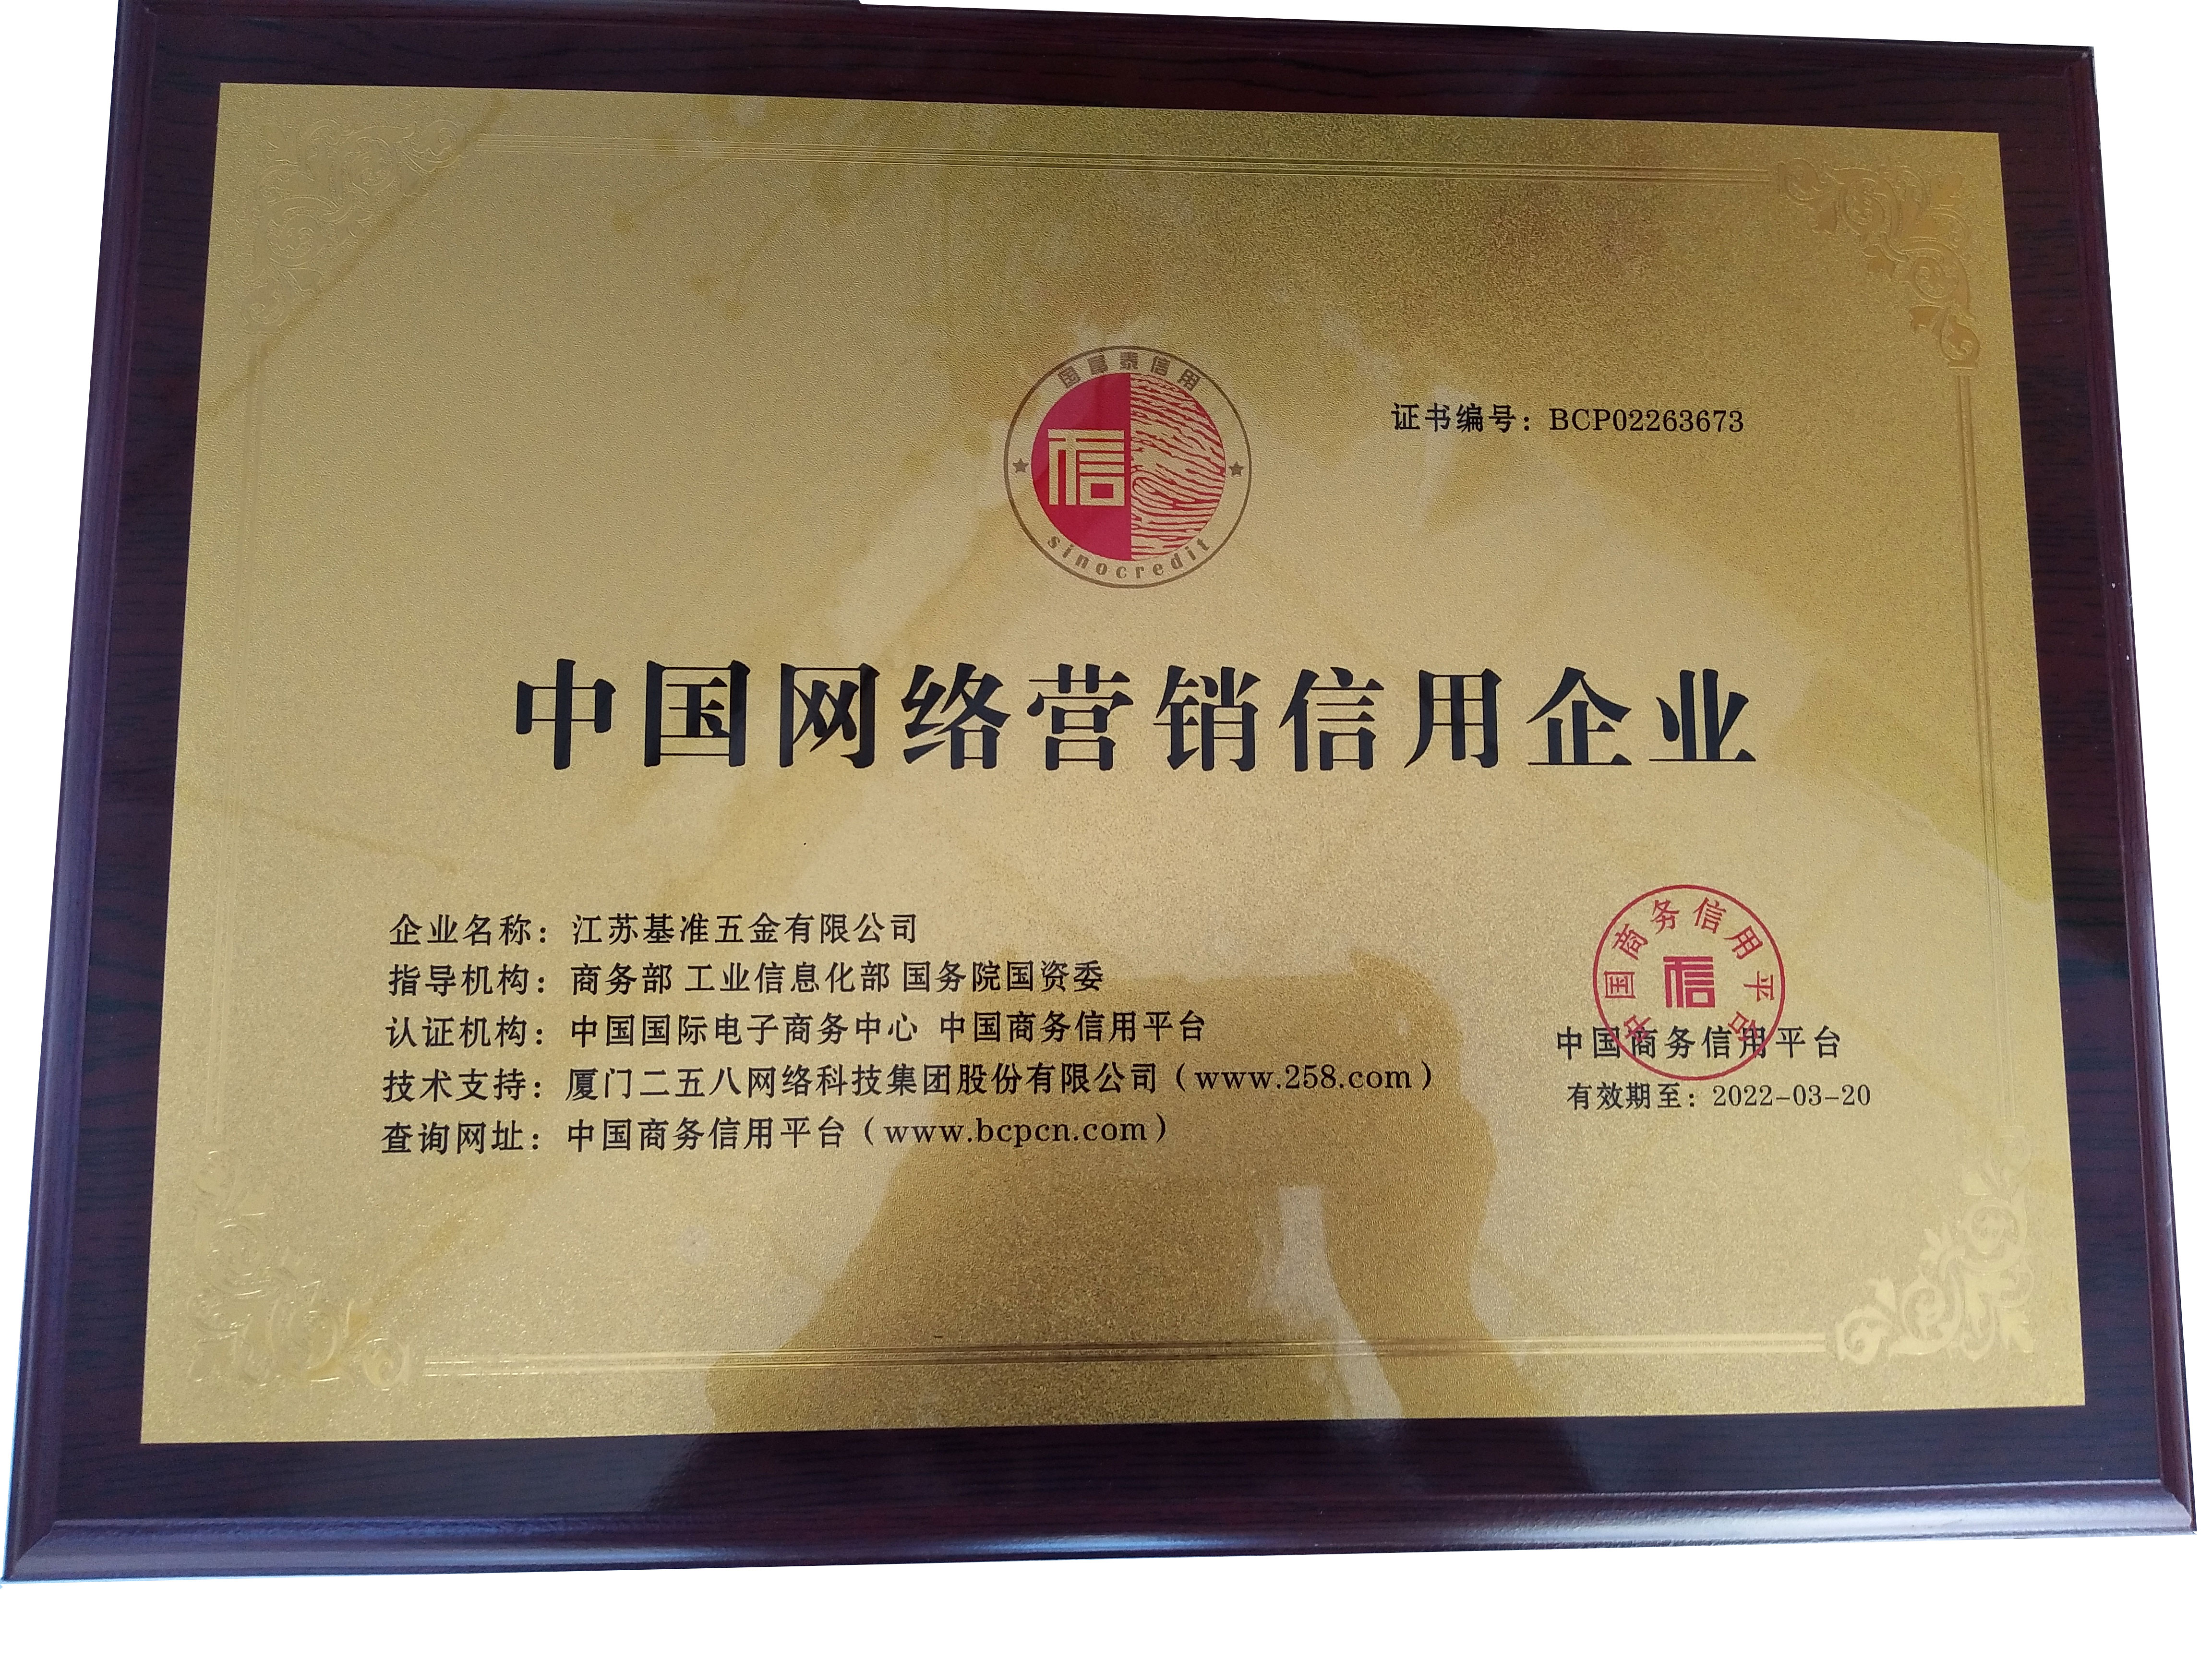 国富泰信用
信
sinocredit
证书编号：BCP02263673
中国网络营销信用企业
企业名称：江苏基准五金有限公司
指导机构：商务部 工业信息化部 国务院国资委
认证机构：中国国际电子商务中心 中国商务信用平台
技术支持：厦门二五八网络科技集团股份有限公司（www.258.com）
查询网址：中国商务信用平台（www.bcpcn.com）
中国商务信用平台
信
中国商务信用平台
有效期至：2022-03-20